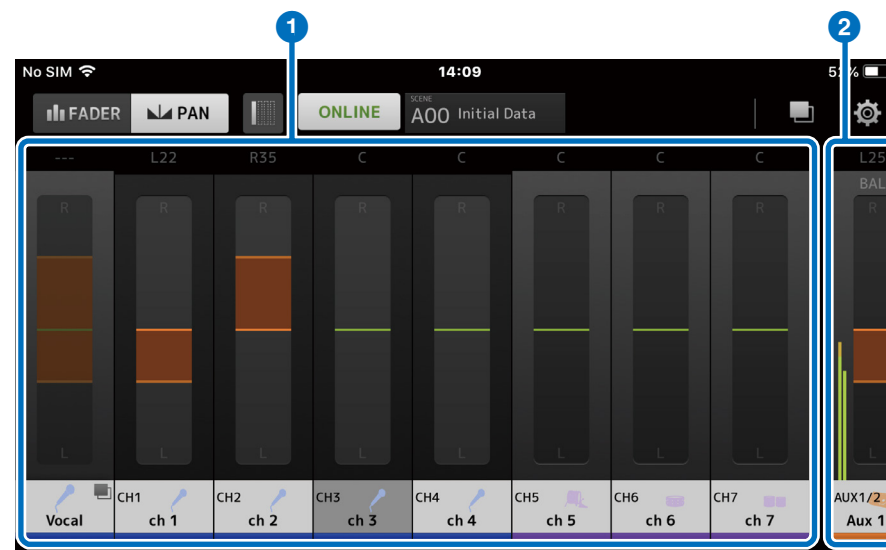 1
2
No SIM
14:09
5
%
FADER
PAN
ONLINE
SCENE
A00 Initial Data
---
L22
R35
C
C
C
C
C
L25
BAL
R
R
R
R
R
R
R
R
R
L
L
L
L
L
L
L
L
L
Vocal
CH1
ch 1
CH2
ch 2
CH3
ch 3
CH4
ch 4
CH5
ch 5
CH6
ch 6
CH7
ch 7
AUX1/2
Aux 1